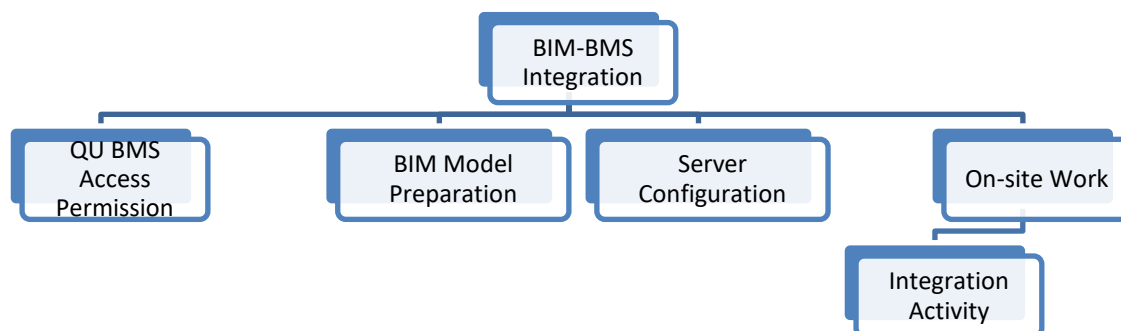 BIM-BMS
Integration
QU BMS
Access
Permission
BIM Model
Preparation
Server
Configuration
On-site Work
Integration
Activity